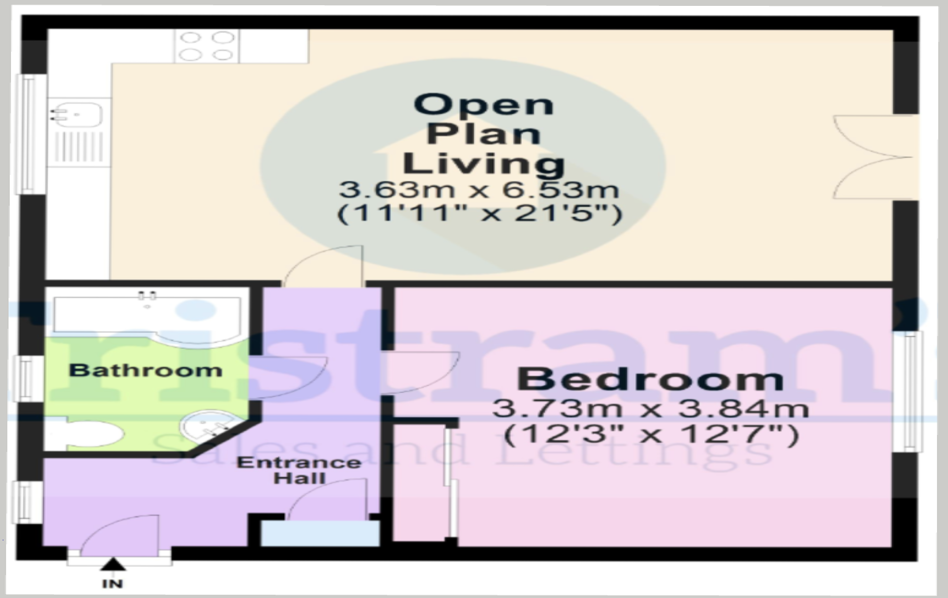 Open
Plan
Living
3.63m x 6.53m
(11'11" x 21'5")
Bathroom
Bedroom
3.73m x 3.84m
(12'3" x 12'7")
Entrance
Hall
IN
Tristram's
Sales and Lettings